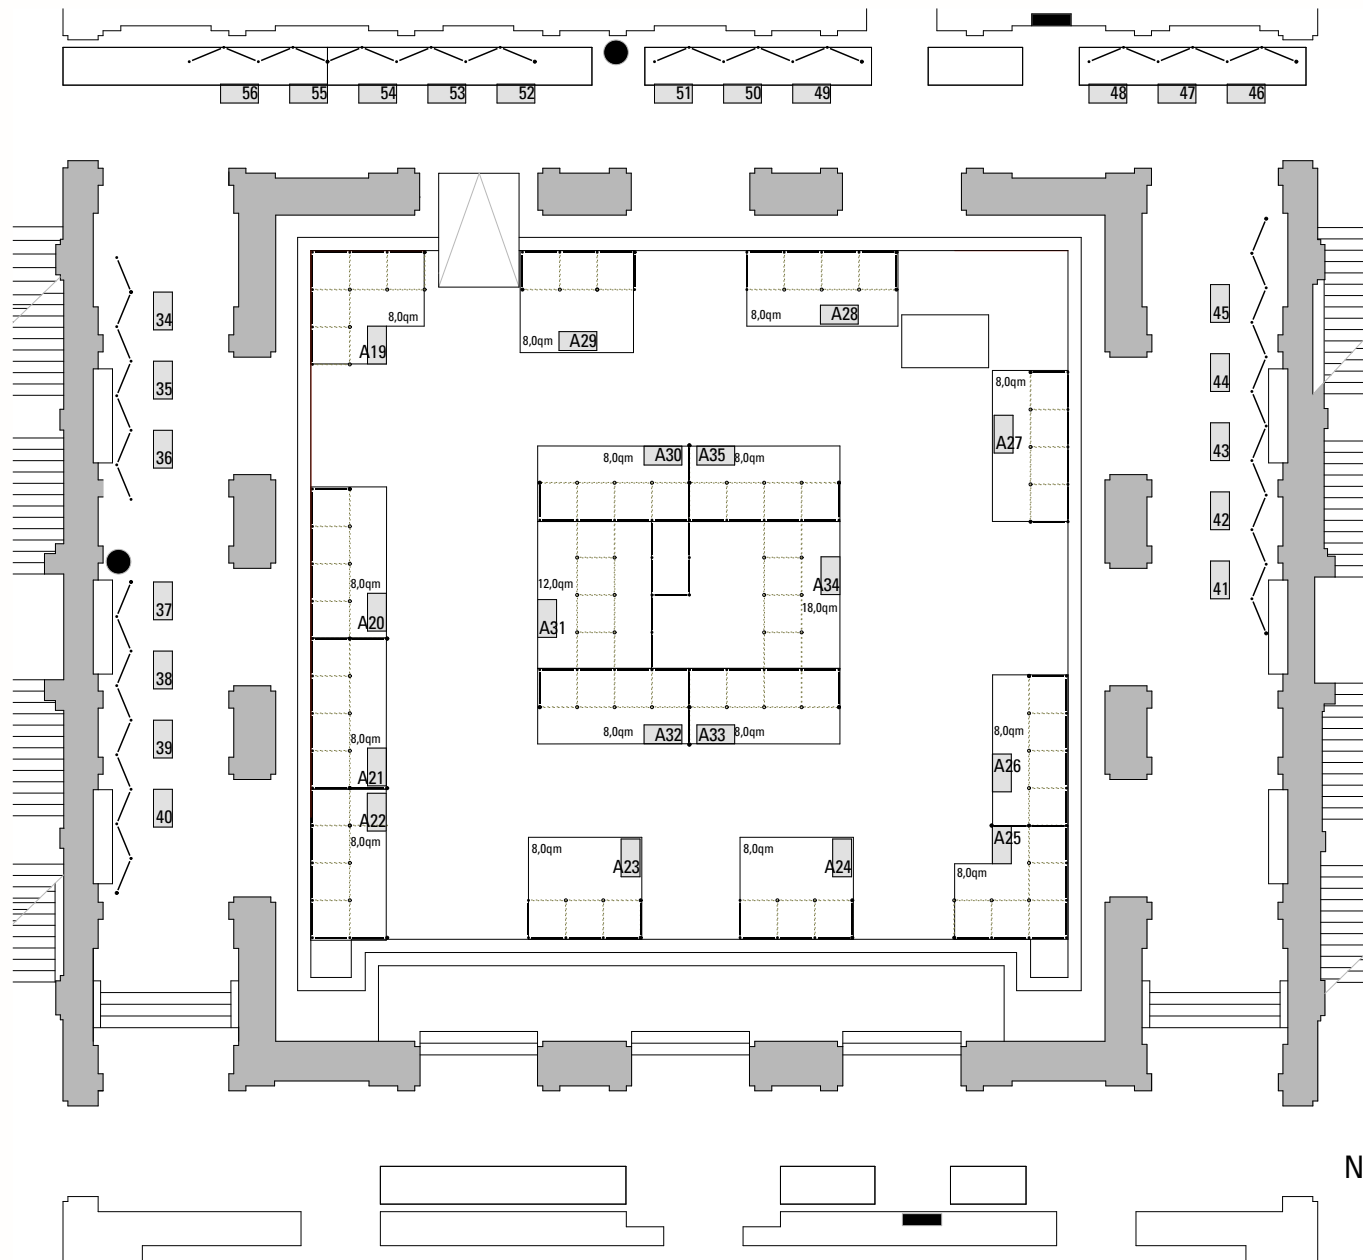 56 55 54 53 52 51 50 49 48 47 46
34
35
36
37
38
39
40
45
44
43
42
41
8,0qm
A19
8,0qm A29
8,0qm A28
8,0qm
A27
8,0qm A30 A35 8,0qm
12,0qm
A31
A34
18,0qm
8,0qm A32 A33 8,0qm
8,0qm
A20
8,0qm
A21
A22
8,0qm
8,0qm
A23
8,0qm
A24
8,0qm
A26
A25
8,0qm
N